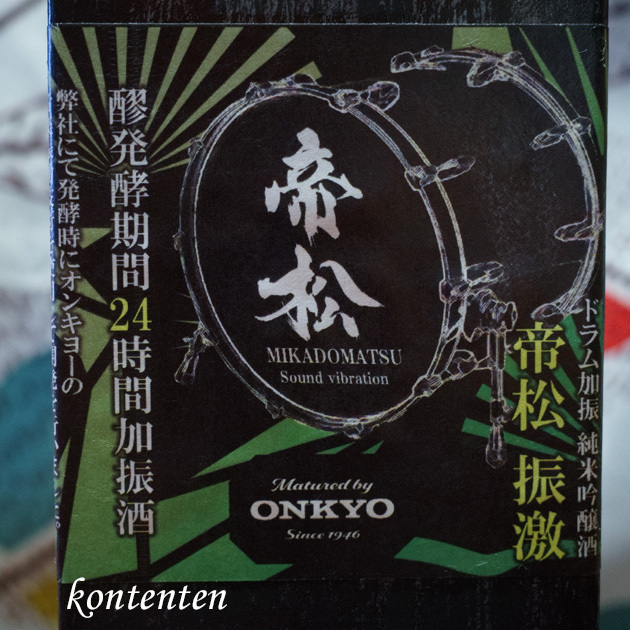 ドラム加振 純米吟醸酒
帝松 振激
帝松
MIKADOMATSU
Sound vibration
Matured by
ONKYO
Since 1946
醪発酵期間24時間加振酒
弊社にて発酵時にオンキヨーの
kontenten